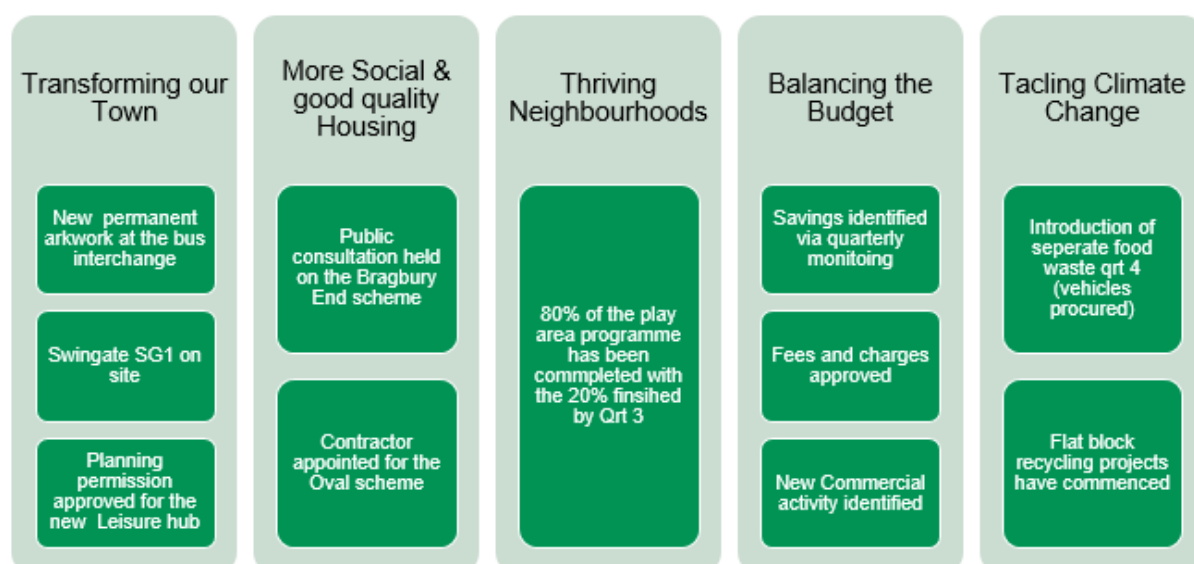 Transforming our
Town
New  permanent
arkwork at the bus
interchange
Swingate SG1 on
site
Planning
permission
approved for the
new  Leisure hub
More Social &
good quality
Housing
Public
consultation held
on the Bragbury
End scheme
Contractor
appointed for the
Oval scheme
Thriving
Neighbourhoods
80% of the play
area programme
has been
commpleted with
the 20% finsihed
by Qrt 3
Balancing the
Budget
Savings identified
via quarterly
monitoing
Fees and charges
approved
New Commercial
activity identified
Tacling Climate
Change
Introduction of
seperate food
waste qrt 4
(vehicles
procured)
Flat block
recycling projects
have commenced